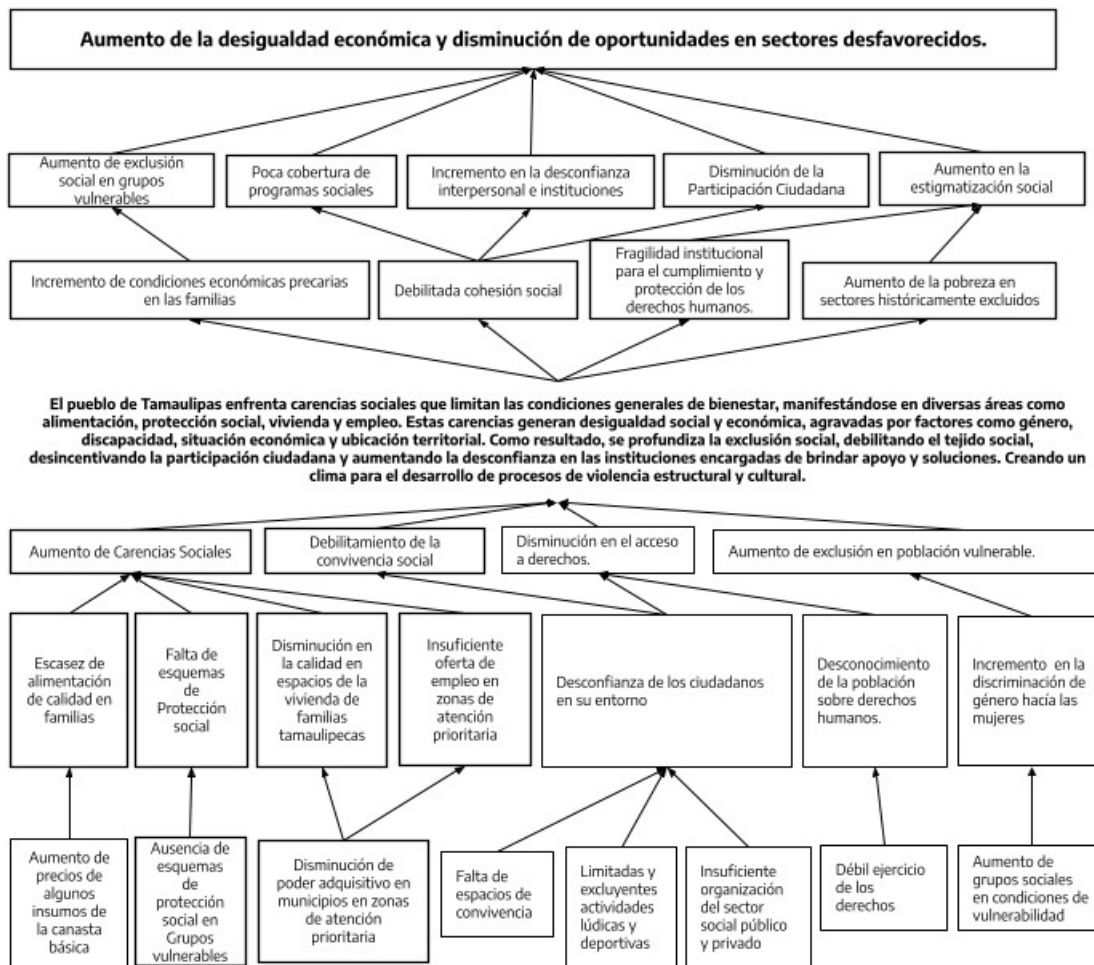 Aumento de la desigualdad económica y disminución de oportunidades en sectores desfavorecidos.
Aumento de exclusión
social en grupos
vulnerables
Poca cobertura de
programas sociales
Incremento en la desconfianza
interpersonal e instituciones
Disminución de la
Participación Ciudadana
Aumento en la
estigmatización social
Incremento de condiciones económicas precarias
en las familias
Debilitada cohesión social
Fragilidad institucional
para el cumplimiento y
protección de los
derechos humanos.
Aumento de la pobreza en
sectores históricamente excluidos
El pueblo de Tamaulipas enfrenta carencias sociales que limitan las condiciones generales de bienestar, manifestándose en diversas áreas como
alimentación, protección social, vivienda y empleo. Estas carencias generan desigualdad social y económica, agravadas por factores como género,
discapacidad, situación económica y ubicación territorial. Como resultado, se profundiza la exclusión social, debilitando el tejido social,
desincentivando la participación ciudadana y aumentando la desconfianza en las instituciones encargadas de brindar apoyo y soluciones. Creando un
clima para el desarrollo de procesos de violencia estructural y cultural.
Aumento de Carencias Sociales
Debilitamiento de la
convivencia social
Disminución en el acceso
a derechos.
Aumento de exclusión en población vulnerable.
Escasez de
alimentación
de calidad en
familias
Falta de
esquemas de
Protección
social
Disminución en
la calidad en
espacios de la
vivienda de
familias
tamaulipecas
Insuficiente
oferta de
empleo en
zonas de
atención
prioritaria
Desconfianza de los ciudadanos
en su entorno
Desconocimiento
de la población
sobre derechos
humanos.
Incremento en la
discriminación de
género hacía las
mujeres
Aumento de
precios de
algunos
insumos de
la canasta
básica
Ausencia de
esquemas de
protección
social en
Grupos
vulnerables
Disminución de
poder adquisitivo en
municipios en zonas
de atención
prioritaria
Falta de
espacios de
convivencia
Limitadas y
excluyentes
actividades
lúdicas y
deportivas
Insuficiente
organización
del sector
social público
y privado
Débil ejercicio
de los
derechos
Aumento de
grupos sociales
en condiciones de
vulnerabilidad